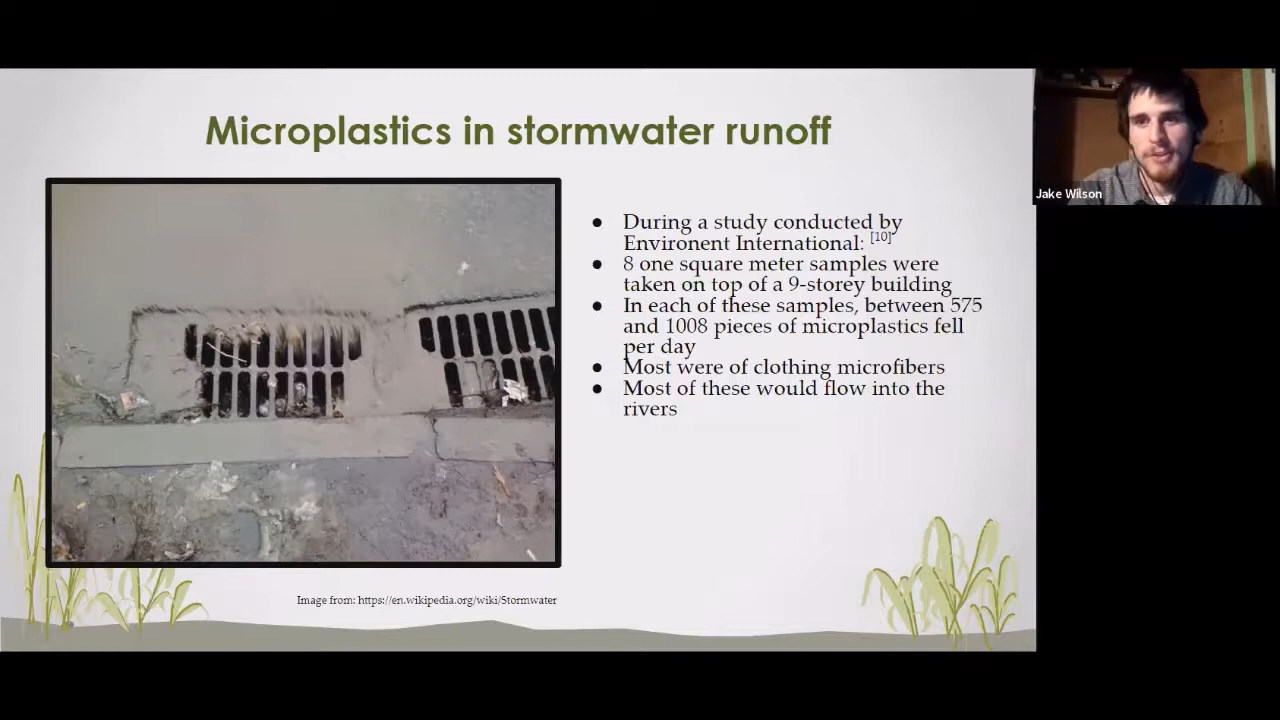 Microplastics in stormwater runoff
Jake Wilson
● During a study conducted by
Environent International: [10]
● 8 one square meter samples were
taken on top of a 9-storey building
● In each of these samples, between 575
and 1008 pieces of microplastics fell
per day
● Most were of clothing microfibers
● Most of these would flow into the
rivers
Image from: https://en.wikipedia.org/wiki/Stormwater